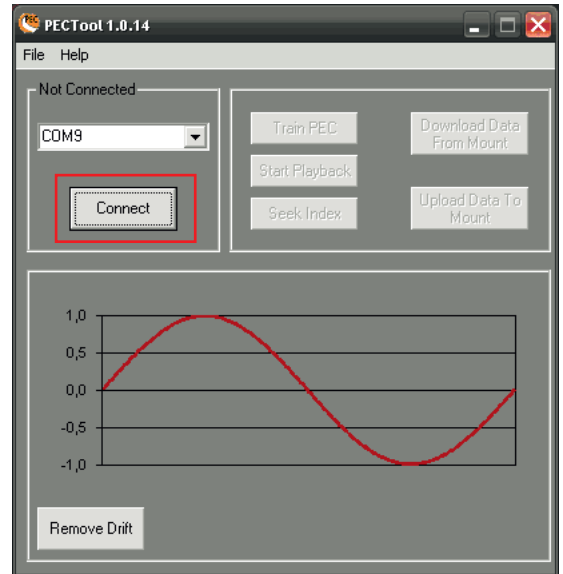 PECTool 1.0.14
File Help
Not Connected
COM9
Connect
Train PEC
Start Playback
Seek Index
Download Data
From Mount
Upload Data To
Mount
1,0
0,5
0,0
-0,5
-1,0
Remove Drift